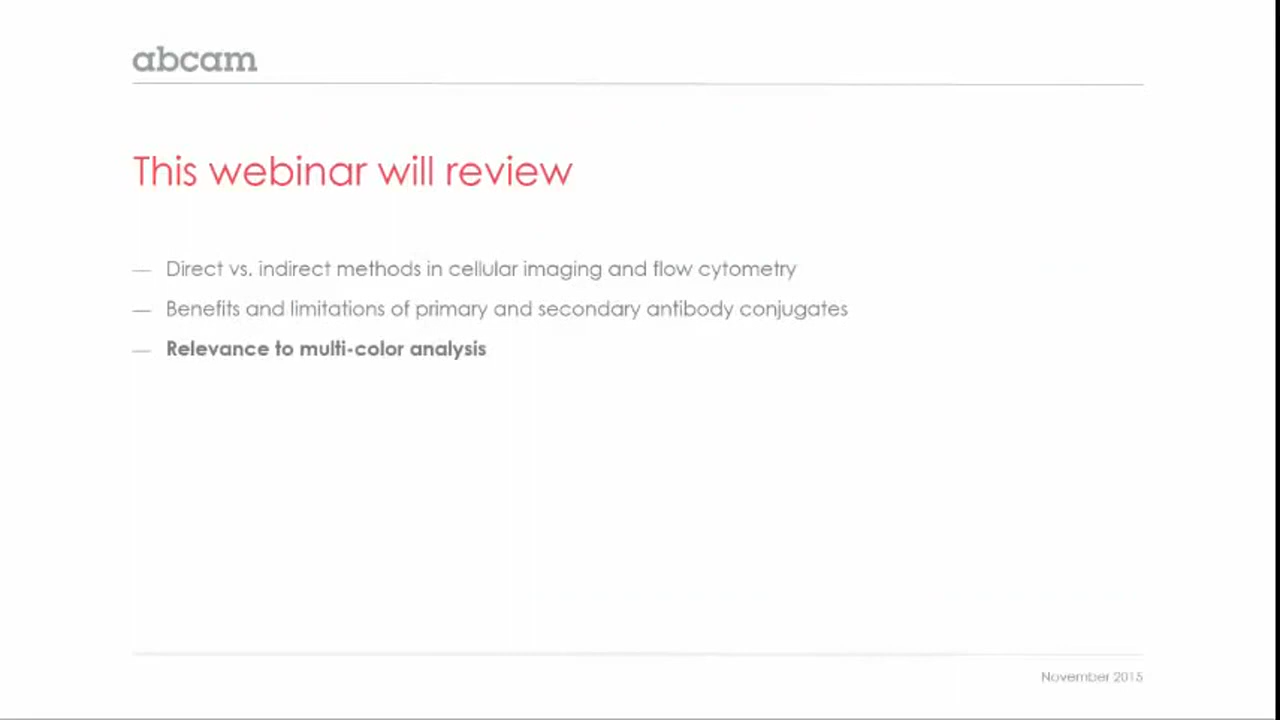 abcam
This webinar will review
— Direct vs. indirect methods in cellular imaging and flow cytometry
— Benefits and limitations of primary and secondary antibody conjugates
— Relevance to multi-color analysis
November 2015